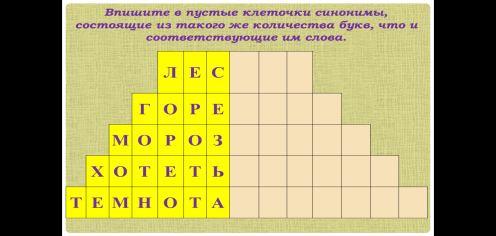 Впишите в пустые клеточки синонимы,
состоящие из такого же количества букв, что и
соответствующие им слова.
ЛЕС
ГОРЕ
МОРОЗ
ХОТЕТЬ
ТЕМНОТА